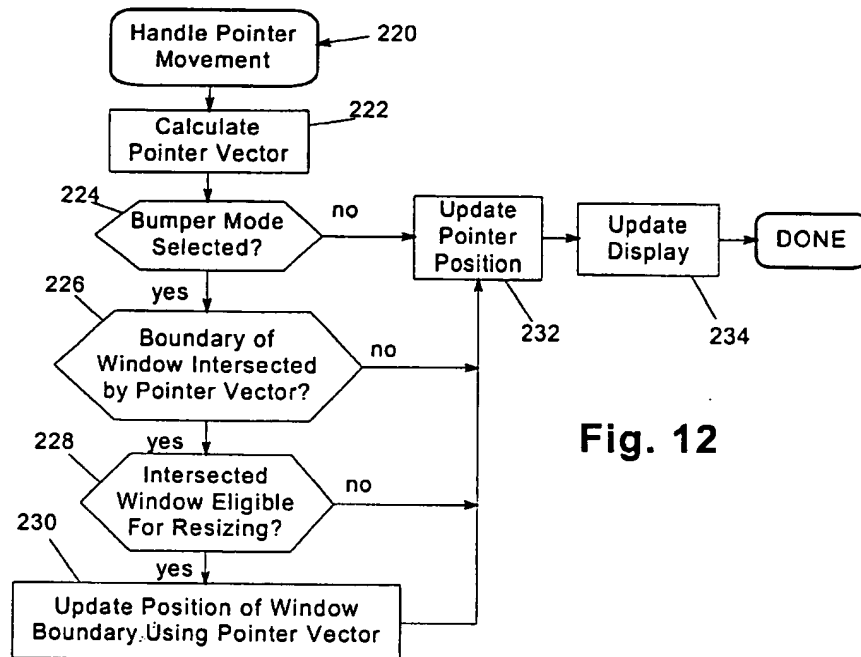 Handle Pointer
Movement
220
Calculate
Pointer Vector
222
224
Bumper Mode
Selected?
no
yes
Update
Pointer
Position
232
Update
Display
234
DONE
226
Boundary of
Window Intersected
by Pointer Vector?
no
yes
228
Intersected
Window Eligible
For Resizing?
no
yes
230
Update Position of Window
Boundary Using Pointer Vector
Fig. 12